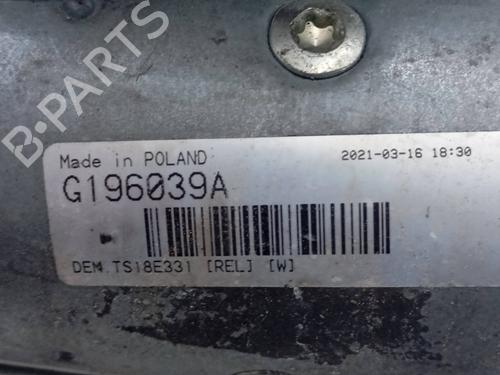 B-PARTS
Made in POLAND 2021-03-16 18:30
G196039A
DEM.TS18E331 [REL] [W]